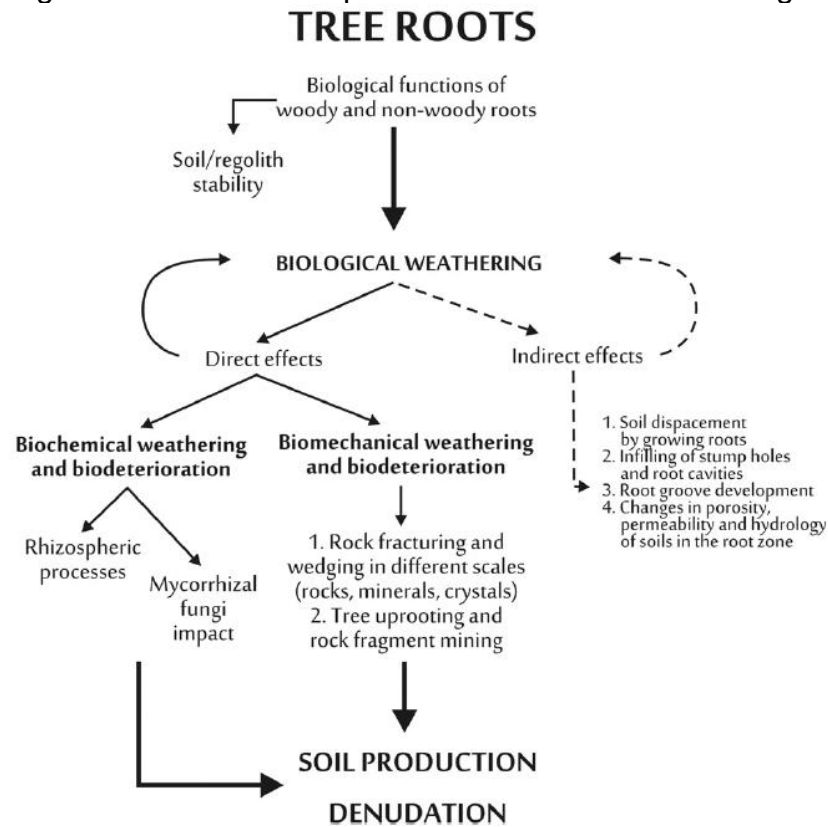 TREE ROOTS
Biological functions of
woody and non-woody roots
Soil/regolith
stability
BIOLOGICAL WEATHERING
Direct effects
Indirect effects
Biochemical weathering
and biodeterioration
Biomechanical weathering
and biodeterioration
1. Soil dispacement
by growing roots
2. Infilling of stump holes
and root cavities
3. Root groove development
4. Changes in porosity,
permeability and hydrology
of soils in the root zone
Rhizospheric
processes
Mycorrhizal
fungi
impact
1. Rock fracturing and
wedging in different scales
(rocks, minerals, crystals)
2. Tree uprooting and
rock fragment mining
SOIL PRODUCTION
DENUDATION